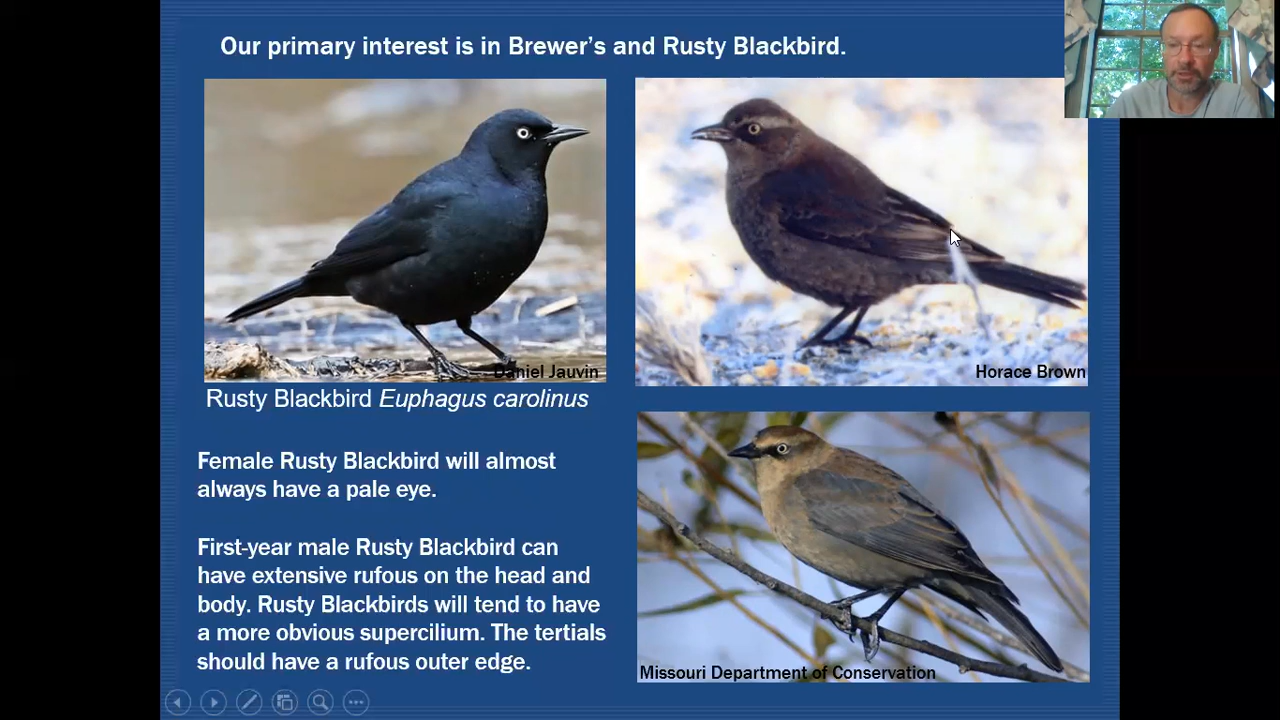 Our primary interest is in Brewer's and Rusty Blackbird.
Daniel Jauvin
Horace Brown
Rusty Blackbird Euphagus carolinus
Female Rusty Blackbird will almost
always have a pale eye.
First-year male Rusty Blackbird can
have extensive rufous on the head and
body. Rusty Blackbirds will tend to have
a more obvious supercilium. The tertials
should have a rufous outer edge.
Missouri Department of Conservation